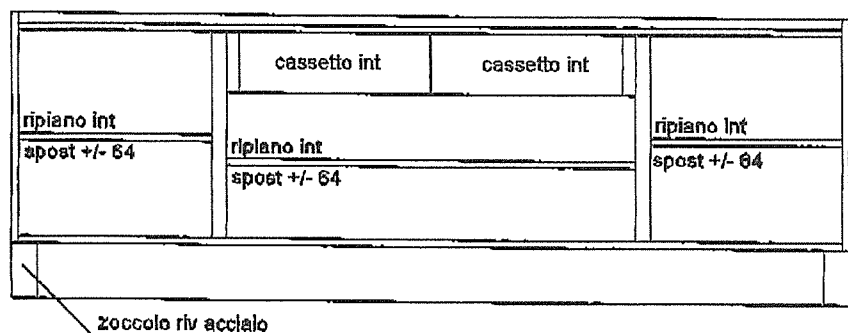 cassetto int
cassetto int
ripiano int
spost +/- 64
ripiano int
spost +/- 64
ripiano int
spost +/- 64
zoccolo riv acciaio